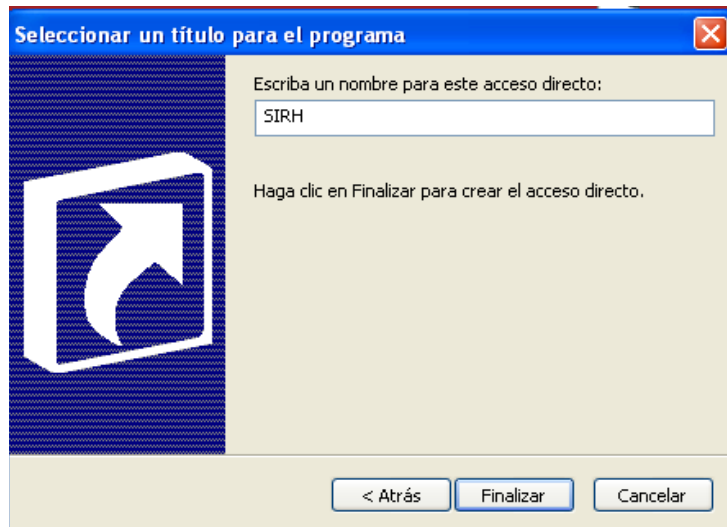 Seleccionar un título para el programa
Escriba un nombre para este acceso directo:
SIRH
Haga clic en Finalizar para crear el acceso directo.
< Atrás
Finalizar
Cancelar